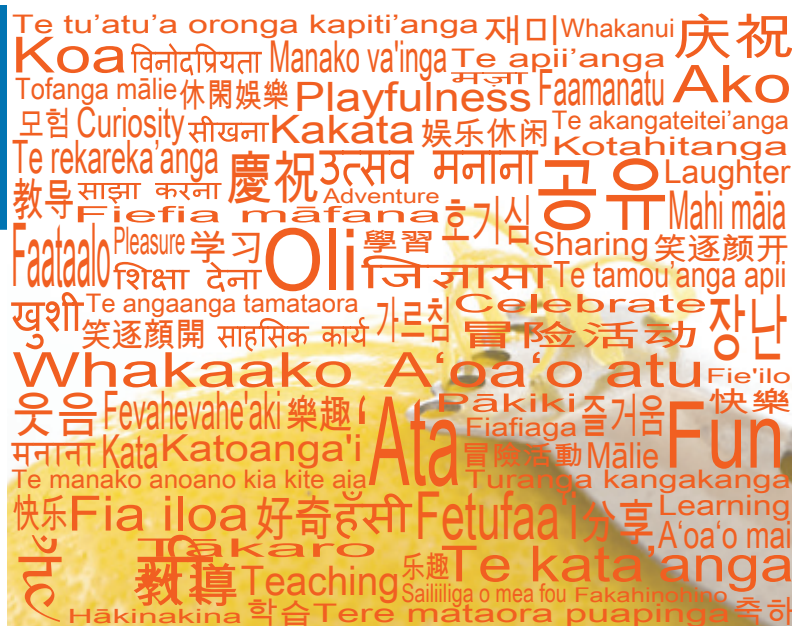 Te tu'atu'a oronga kapiti'anga 재미 Whakanui 庆祝
Koa विनोदप्रियता Manako va'inga Te apii'anga
मज़ा Faamanatu Ako
Tofanga mālie 休閑娛樂 Playfulness
모험 Curiosity सीखना Kakata 娱乐休闲 Te akangateitei'anga
Kotahitanga
Te rekareka'anga 慶祝 उत्सव मनाना 공유 Laughter
教导 साझा करना Adventure
Fiefia māfana 호기심 Mahi māia
Faataalo Pleasure 学习 Oli 學習 Sharing 笑逐颜开
शिक्षा देना जिज्ञासा Te tamou'anga apii
खुशी Te angaanga tamataora 가르침 Celebrate 장난
笑逐顏開 साहसिक कार्य 冒险活动
Whakaako A‘oa‘o atu Fie'ilo
웃음 Fevahevahe'aki 樂趣 ‘Ata Pākiki 즐거움 Fun 快樂
Fiafiaga
मनाना Kata Katoanga'i 冒險活動 Mālie
Te manako anoano kia kite aia Turanga kangakanga
快乐 Fia iloa 好奇 हँसी Fetufaa'i 分享 Learning
A‘oa‘o mai
Tākaro
教導 Teaching 乐趣 Te kata'anga
Sailiiliga o mea fou Fakahinohino
Hākinakina 학습 Tere mataora puapinga 축하